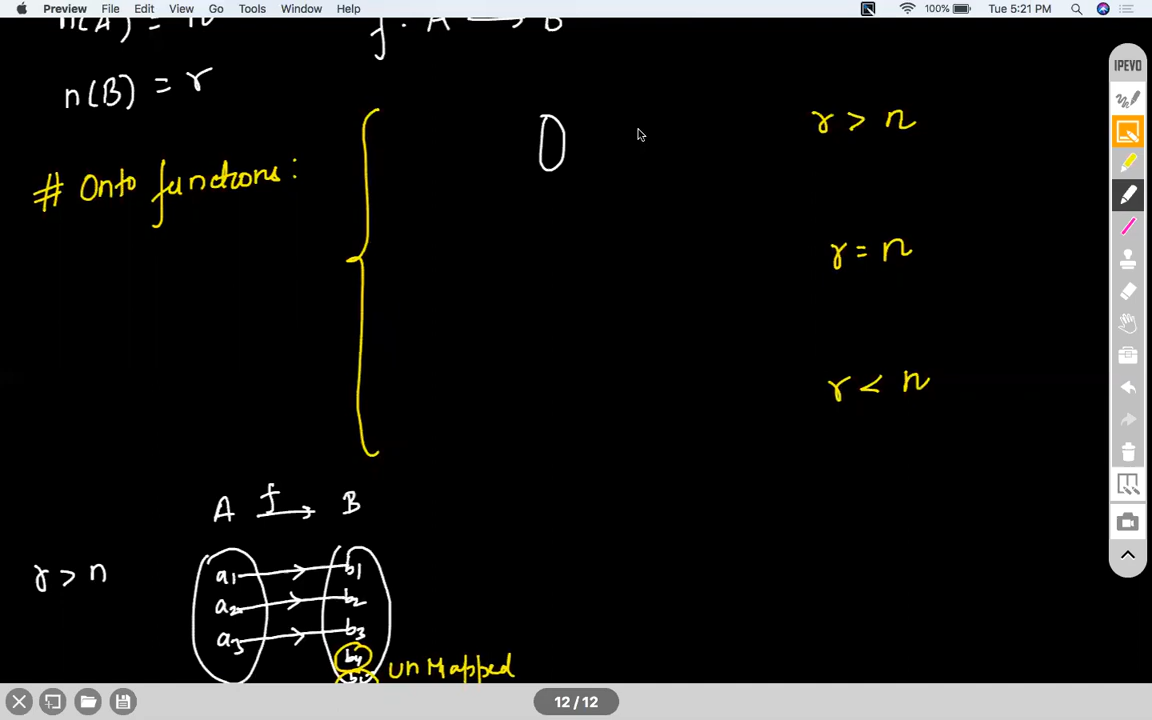 Preview File Edit View Go Tools Window Help 100% Tue 5:21 PM
f : A → B
n(B) = r
IPEVO
0 r > n
# Onto functions :
r = n
r < n
A f→ B
r > n
a1 b1
a2 b2
a3 b3
b4 unMapped
12/12